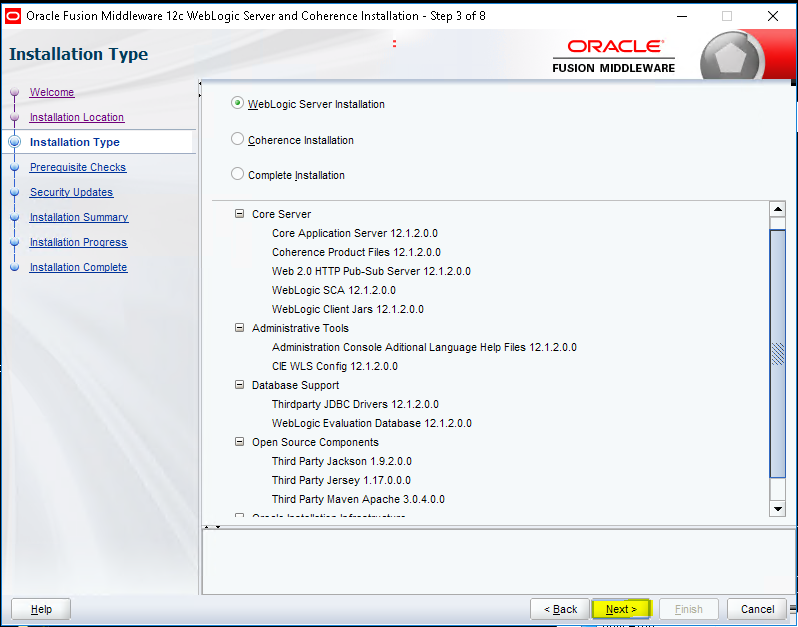 Oracle Fusion Middleware 12c WebLogic Server and Coherence Installation - Step 3 of 8
Installation Type
ORACLE
FUSION MIDDLEWARE
Welcome
Installation Location
Installation Type
Prerequisite Checks
Security Updates
Installation Summary
Installation Progress
Installation Complete
WebLogic Server Installation
Coherence Installation
Complete Installation
Core Server
Core Application Server 12.1.2.0.0
Coherence Product Files 12.1.2.0.0
Web 2.0 HTTP Pub-Sub Server 12.1.2.0.0
WebLogic SCA 12.1.2.0.0
WebLogic Client Jars 12.1.2.0.0
Administrative Tools
Administration Console Aditional Language Help Files 12.1.2.0.0
CIE WLS Config 12.1.2.0.0
Database Support
Thirdparty JDBC Drivers 12.1.2.0.0
WebLogic Evaluation Database 12.1.2.0.0
Open Source Components
Third Party Jackson 1.9.2.0.0
Third Party Jersey 1.17.0.0.0
Third Party Maven Apache 3.0.4.0.0
Oracle Installation Infrastructure
Help
< Back
Next >
Finish
Cancel